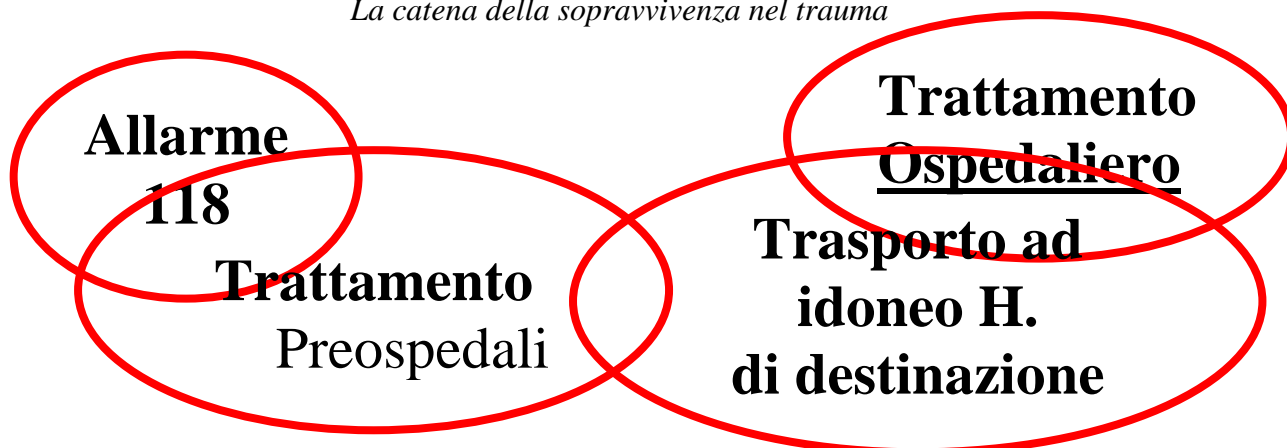 La catena della sopravvivenza nel trauma
Allarme
118
Trattamento
Preospedali
Trasporto ad
idoneo H.
di destinazione
Trattamento
Ospedaliero